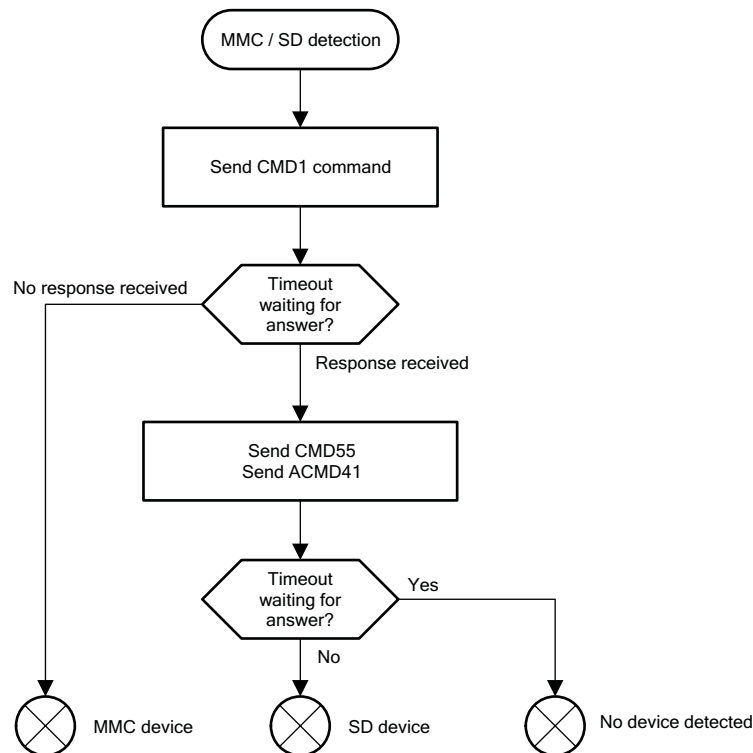 MMC / SD detection
Send CMD1 command
No response received
Timeout
waiting for
answer?
Response received
Send CMD55
Send ACMD41
Timeout
waiting for
answer?
Yes
No
MMC device
SD device
No device detected